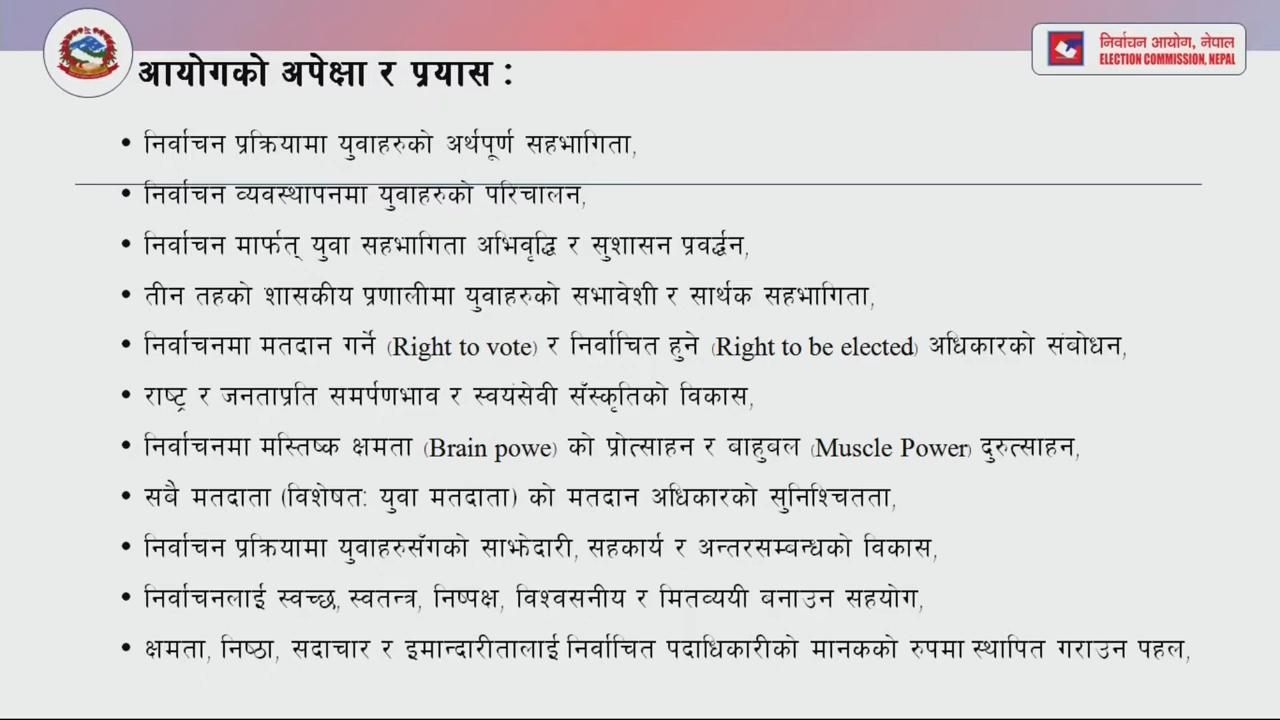 आयोगको अपेक्षा र प्रयास :
निर्वाचन आयोग, नेपाल
ELECTION COMMISSION, NEPAL
• निर्वाचन प्रक्रियामा युवाहरुको अर्थपूर्ण सहभागिता,
• निर्वाचन व्यवस्थापनमा युवाहरुको परिचालन,
• निर्वाचन मार्फत् युवा सहभागिता अभिवृद्धि र सुशासन प्रवर्द्धन,
• तीन तहको शासकीय प्रणालीमा युवाहरुको सभावेशी र सार्थक सहभागिता,
• निर्वाचनमा मतदान गर्ने (Right to vote) र निर्वाचित हुने (Right to be elected) अधिकारको संबोधन,
• राष्ट्र र जनताप्रति समर्पणभाव र स्वयंसेवी सँस्कृतिको विकास,
• निर्वाचनमा मस्तिष्क क्षमता (Brain powe) को प्रोत्साहन र बाहुबल (Muscle Power) दुरुत्साहन,
• सबै मतदाता (विशेषत: युवा मतदाता) को मतदान अधिकारको सुनिश्चितता,
• निर्वाचन प्रक्रियामा युवाहरुसँगको साझेदारी, सहकार्य र अन्तरसम्बन्धको विकास,
• निर्वाचनलाई स्वच्छ, स्वतन्त्र, निष्पक्ष, विश्वसनीय र मितव्ययी बनाउन सहयोग,
• क्षमता, निष्ठा, सदाचार र इमान्दारीतालाई निर्वाचित पदाधिकारीको मानकको रुपमा स्थापित गराउन पहल,